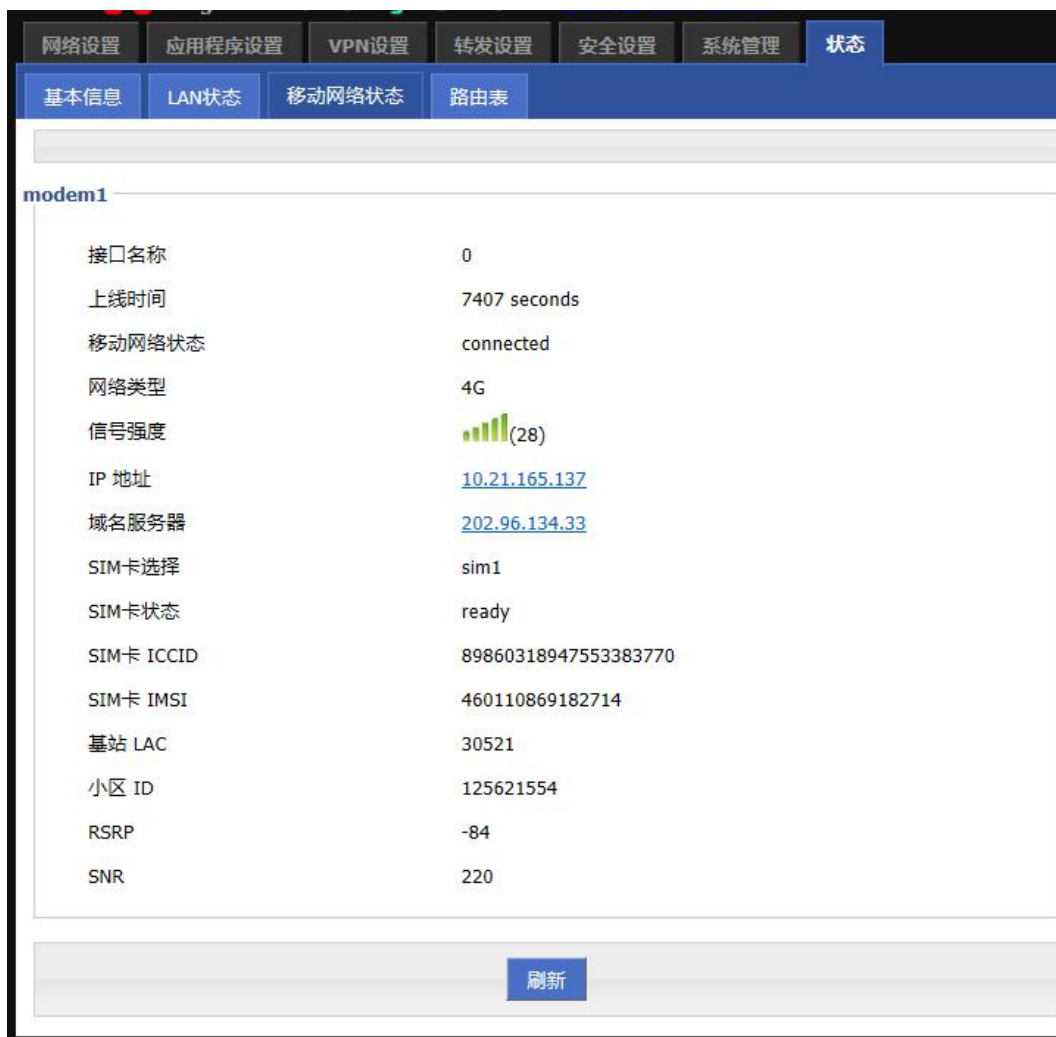 网络设置 应用程序设置 VPN设置 转发设置 安全设置 系统管理 状态
基本信息 LAN状态 移动网络状态 路由表
modem1
接口名称 0
上线时间 7407 seconds
移动网络状态 connected
网络类型 4G
信号强度 (28)
IP 地址 10.21.165.137
域名服务器 202.96.134.33
SIM卡选择 sim1
SIM卡状态 ready
SIM卡 ICCID 89860318947553383770
SIM卡 IMSI 460110869182714
基站 LAC 30521
小区 ID 125621554
RSRP -84
SNR 220
刷新